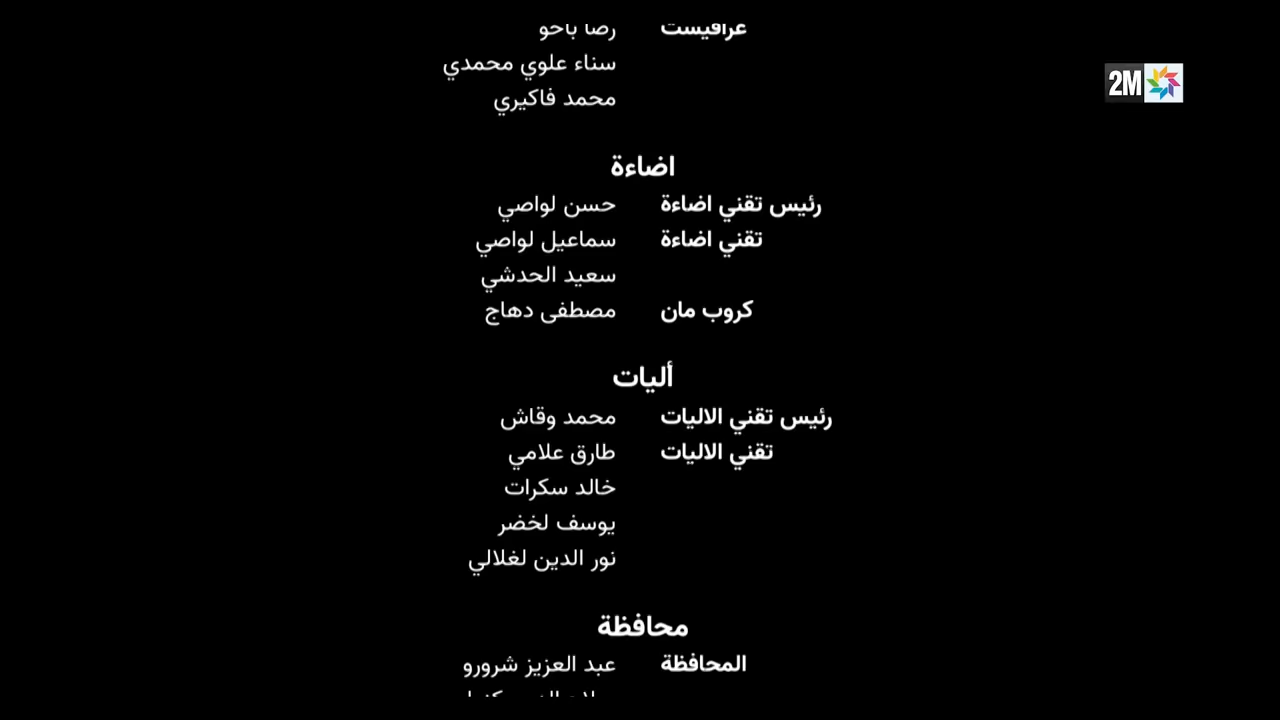 غرافيست رضا باحو
سناء علوي محمدي
محمد فاكيري
2M
اضاءة
رئيس تقني اضاءة حسن لواصي
تقني اضاءة سماعيل لواصي
سعيد الحدشي
كروب مان مصطفى دهاج
أليات
رئيس تقني الاليات محمد وقاش
تقني الاليات طارق علامي
خالد سكرات
يوسف لخضر
نور الدين لغلالي
محافظة
المحافظة عبد العزيز شرورو